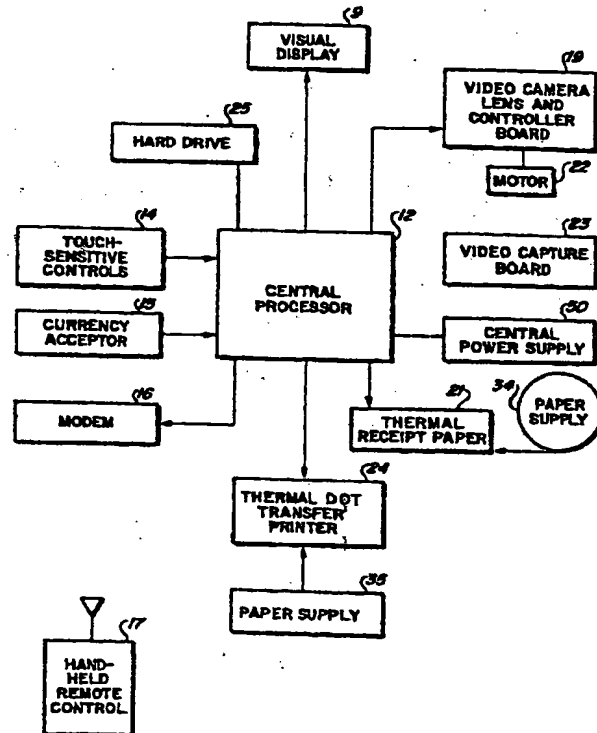 9
VISUAL
DISPLAY
19
VIDEO CAMERA
LENS AND
CONTROLLER
BOARD
25
HARD DRIVE
MOTOR
22
14
TOUCH-
SENSITIVE
CONTROLS
12
CENTRAL
PROCESSOR
23
VIDEO CAPTURE
BOARD
15
CURRENCY
ACCEPTOR
50
CENTRAL
POWER SUPPLY
16
MODEM
21
THERMAL
RECEIPT PAPER
34
PAPER
SUPPLY
24
THERMAL DOT
TRANSFER
PRINTER
35
PAPER SUPPLY
17
HAND-
HELD
REMOTE
CONTROL